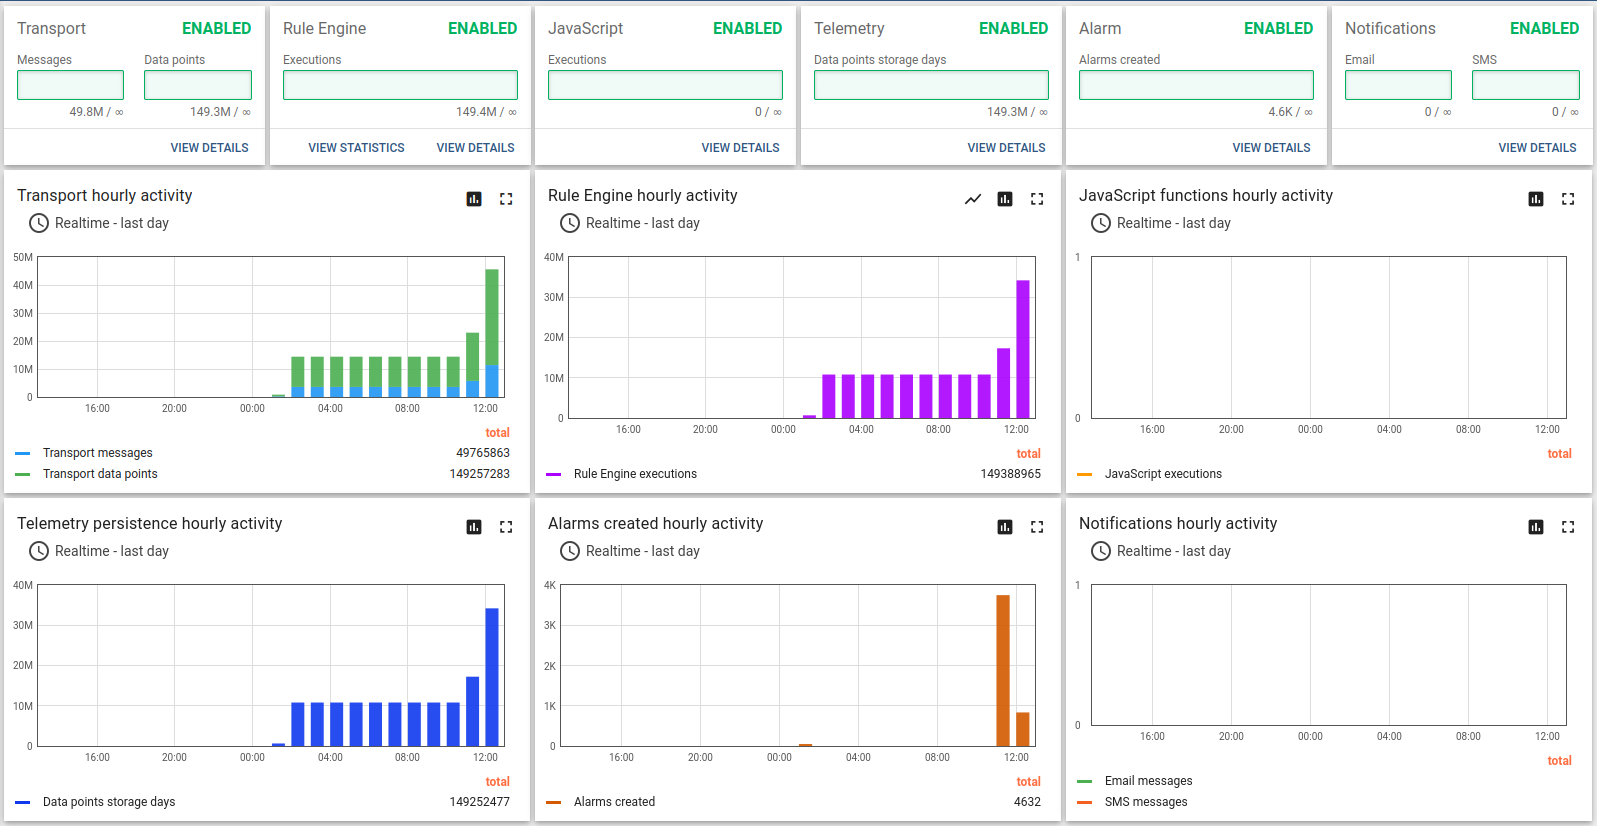 Transport ENABLED
Messages Data points
49.8M / ∞ 149.3M / ∞
VIEW DETAILS
Rule Engine ENABLED
Executions
149.4M / ∞
VIEW STATISTICS VIEW DETAILS
JavaScript ENABLED
Executions
0 / ∞
VIEW DETAILS
Telemetry ENABLED
Data points storage days
149.3M / ∞
VIEW DETAILS
Alarm ENABLED
Alarms created
4.6K / ∞
VIEW DETAILS
Notifications ENABLED
Email SMS
0 / ∞ 0 / ∞
VIEW DETAILS
Transport hourly activity
Realtime - last day
50M
40M
30M
20M
10M
0
16:00 20:00 00:00 04:00 08:00 12:00
total
Transport messages 49765863
Transport data points 149257283
Rule Engine hourly activity
Realtime - last day
40M
30M
20M
10M
0
16:00 20:00 00:00 04:00 08:00 12:00
total
Rule Engine executions 149388965
JavaScript functions hourly activity
Realtime - last day
1
0
16:00 20:00 00:00 04:00 08:00 12:00
total
JavaScript executions
Telemetry persistence hourly activity
Realtime - last day
40M
30M
20M
10M
0
16:00 20:00 00:00 04:00 08:00 12:00
total
Data points storage days 149252477
Alarms created hourly activity
Realtime - last day
4K
3K
2K
1K
0
16:00 20:00 00:00 04:00 08:00 12:00
total
Alarms created 4632
Notifications hourly activity
Realtime - last day
1
0
16:00 20:00 00:00 04:00 08:00 12:00
total
Email messages
SMS messages